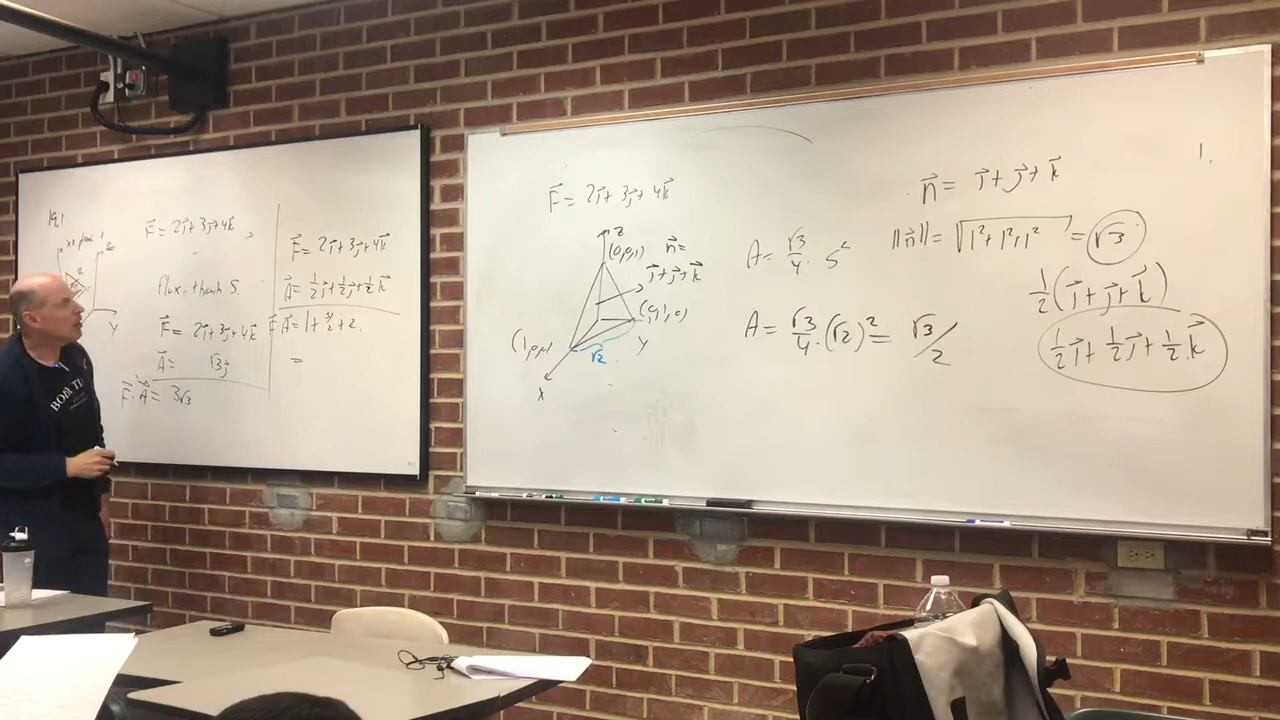 19.1
F⃗ = 2i⃗ + 3j⃗ + 4k⃗
Flux through S.
F⃗ = 2i⃗ + 3j⃗ + 4k⃗
A⃗ = √3 j⃗
F⃗ · A⃗ = 3√3
y
F⃗ = 2i⃗ + 3j⃗ + 4k⃗
A⃗ = 1/2 i⃗ + 1/2 j⃗ + 1/2 k⃗
F⃗ · A⃗ = 1 + 3/2 + 2
=
F⃗ = 2i⃗ + 3j⃗ + 4k⃗
z
(0,0,1)
n⃗ =
i⃗ + j⃗ + k⃗
(0,1,0)
(1,0,0)
y
√2
x
A = √3/4 · S²
A = √3/4 · (√2)² = √3/2
n⃗ = i⃗ + j⃗ + k⃗
||n⃗|| = √(1² + 1² + 1²) = √3
1/2 (i⃗ + j⃗ + k⃗)
1/2 i⃗ + 1/2 j⃗ + 1/2 k⃗
1.